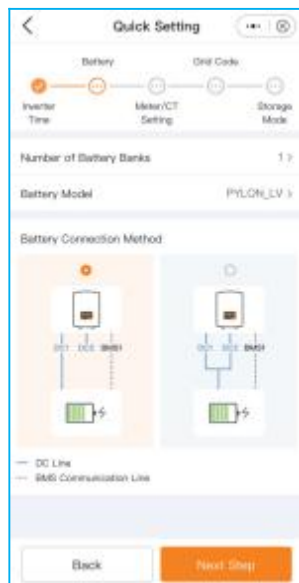 Quick Setting
Battery
Grid Code
Inverter Time
Meter/CT Setting
Storage Mode
Number of Battery Banks 1 >
Battery Model PYLON_LV >
Battery Connection Method
DC1 DC2 BMS1
DC1 DC2 BMS1
DC Line
BMS Communication Line
Back
Next Step